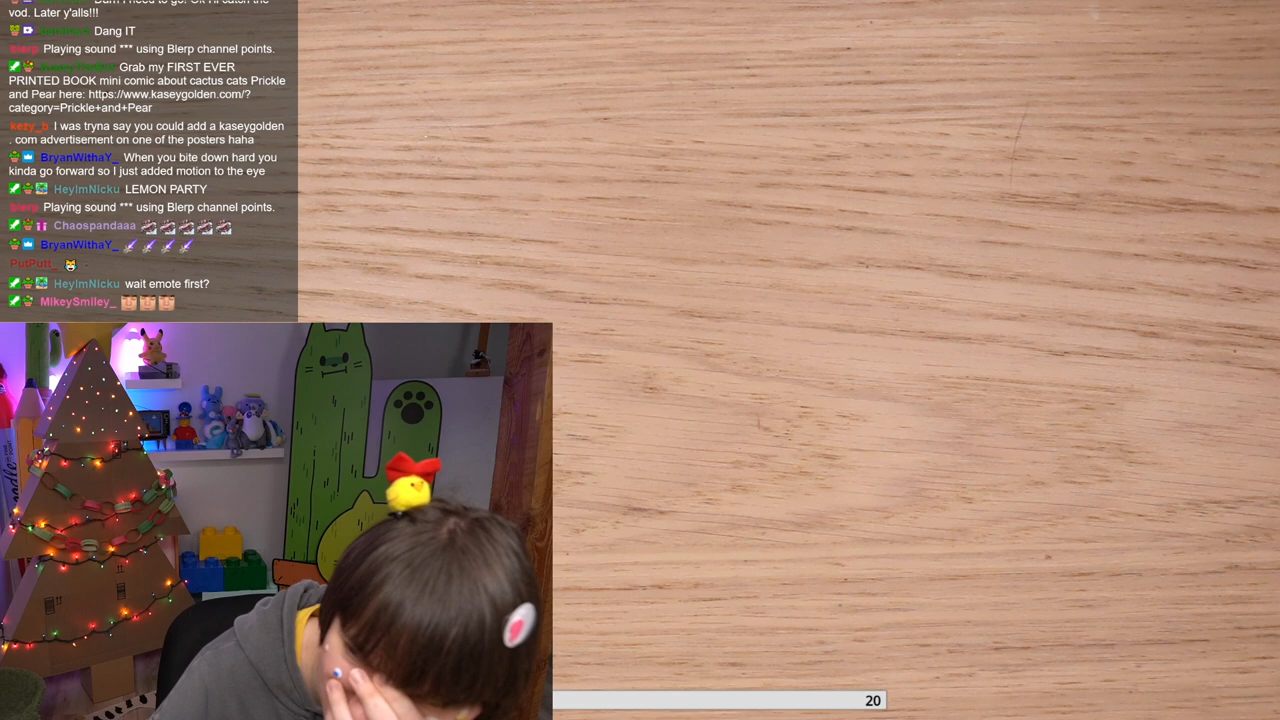 vod. Later y'alls!!!
Dang IT
blerp Playing sound *** using Blerp channel points.
Grab my FIRST EVER
PRINTED BOOK mini comic about cactus cats Prickle
and Pear here: https://www.kaseygolden.com/?
category=Prickle+and+Pear
kezy_b I was tryna say you could add a kaseygolden
. com advertisement on one of the posters haha
BryanWithaY_ When you bite down hard you
kinda go forward so I just added motion to the eye
HeyImNicku LEMON PARTY
blerp Playing sound *** using Blerp channel points.
Chaospandaaa
BryanWithaY_
PutPutt_
HeyImNicku wait emote first?
MikeySmiley_
20